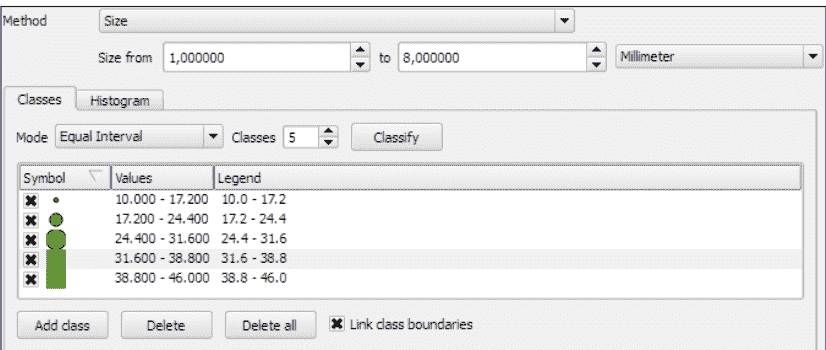 Method Size
Size from 1,000000 to 8,000000 Millimeter
Classes Histogram
Mode Equal Interval Classes 5 Classify
Symbol Values Legend
10.000 - 17.200 10.0 - 17.2
17.200 - 24.400 17.2 - 24.4
24.400 - 31.600 24.4 - 31.6
31.600 - 38.800 31.6 - 38.8
38.800 - 46.000 38.8 - 46.0
Add class Delete Delete all Link class boundaries